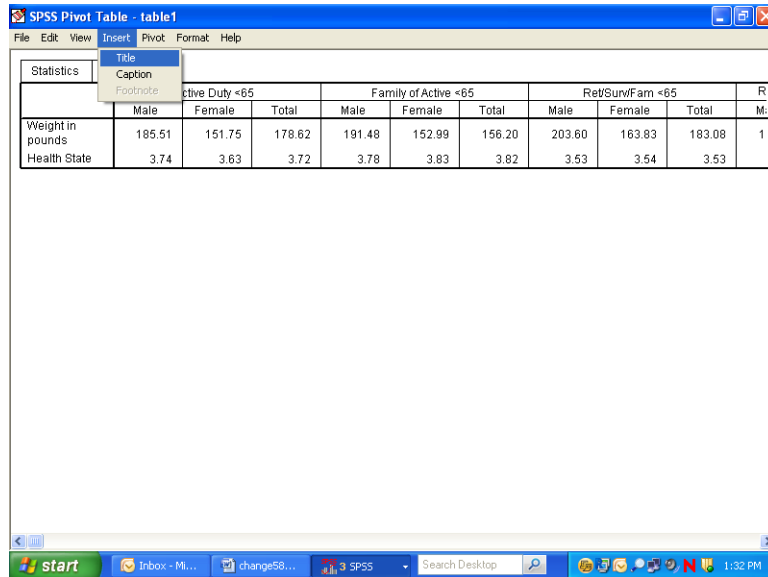 SPSS Pivot Table - table1
File Edit View Insert Pivot Format Help
Title
Caption
Footnote
Statistics
ctive Duty <65 Family of Active <65 Ret/Surv/Fam <65 R
Male Female Total Male Female Total Male Female Total M
Weight in
pounds 185.51 151.75 178.62 191.48 152.99 156.20 203.60 163.83 183.08 1
Health State 3.74 3.63 3.72 3.78 3.83 3.82 3.53 3.54 3.53
start Inbox - Mi... change58... 3 SPSS Search Desktop 1:32 PM